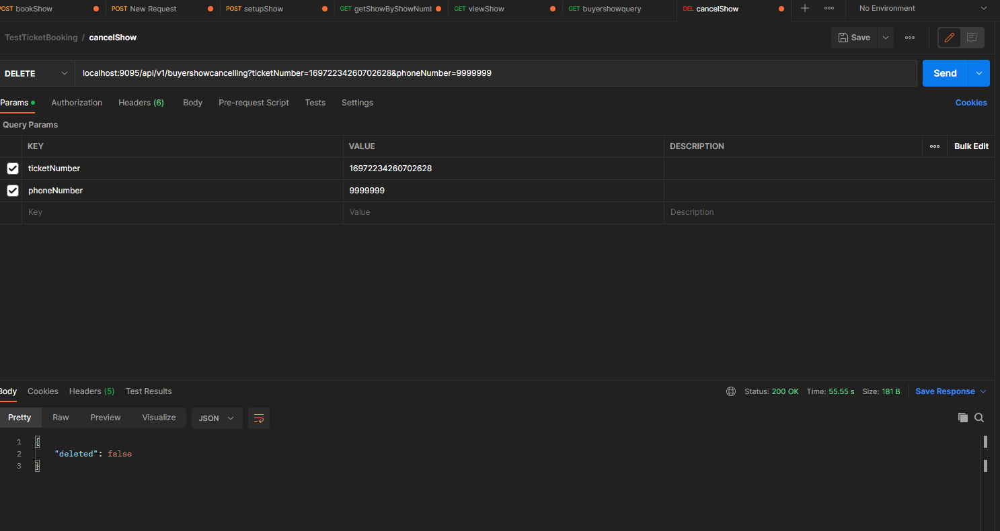 POST bookShow POST New Request POST setupShow GET getShowByShowNumb GET viewShow GET buyershowquery DEL cancelShow No Environment
TestTicketBooking / cancelShow Save
DELETE localhost:9095/api/v1/buyershowcancelling?ticketNumber=16972234260702628&phoneNumber=9999999 Send
Params Authorization Headers (6) Body Pre-request Script Tests Settings Cookies
Query Params
KEY VALUE DESCRIPTION Bulk Edit
ticketNumber 16972234260702628
phoneNumber 9999999
Key Value Description
Body Cookies Headers (5) Test Results Status: 200 OK Time: 55.55 s Size: 181 B Save Response
Pretty Raw Preview Visualize JSON
1 {
2 "deleted": false
3 }